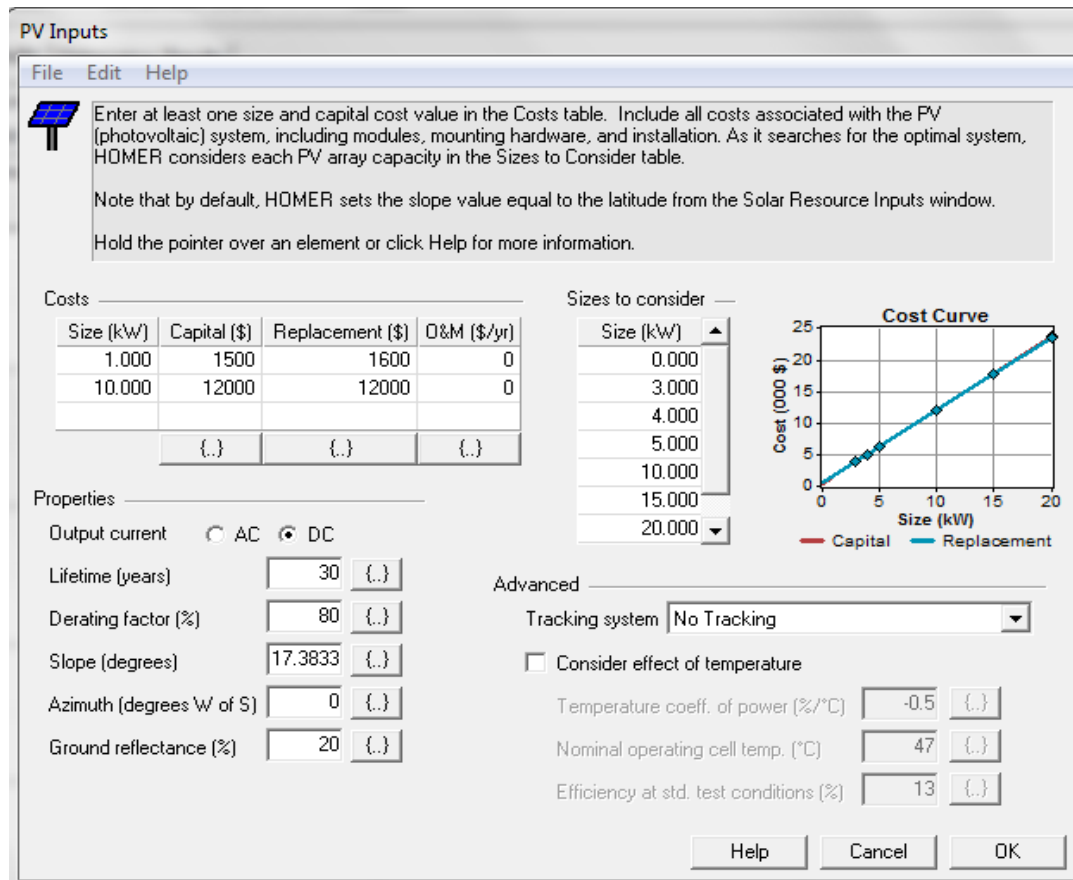 PV Inputs
File Edit Help
Enter at least one size and capital cost value in the Costs table. Include all costs associated with the PV
(photovoltaic) system, including modules, mounting hardware, and installation. As it searches for the optimal system,
HOMER considers each PV array capacity in the Sizes to Consider table.
Note that by default, HOMER sets the slope value equal to the latitude from the Solar Resource Inputs window.
Hold the pointer over an element or click Help for more information.
Costs
Size (kW) Capital ($) Replacement ($) O&M ($/yr)
1.000 1500 1600 0
10.000 12000 12000 0
{..} {..} {..}
Sizes to consider
Size (kW)
0.000
3.000
4.000
5.000
10.000
15.000
20.000
Cost Curve
25
20
15
10
5
0
Cost (000 $)
0 5 10 15 20
Size (kW)
Capital Replacement
Properties
Output current AC DC
Lifetime (years) 30 {..}
Derating factor (%) 80 {..}
Slope (degrees) 17.3833 {..}
Azimuth (degrees W of S) 0 {..}
Ground reflectance (%) 20 {..}
Advanced
Tracking system No Tracking
Consider effect of temperature
Temperature coeff. of power (%/°C) -0.5 {..}
Nominal operating cell temp. (°C) 47 {..}
Efficiency at std. test conditions (%) 13 {..}
Help Cancel OK